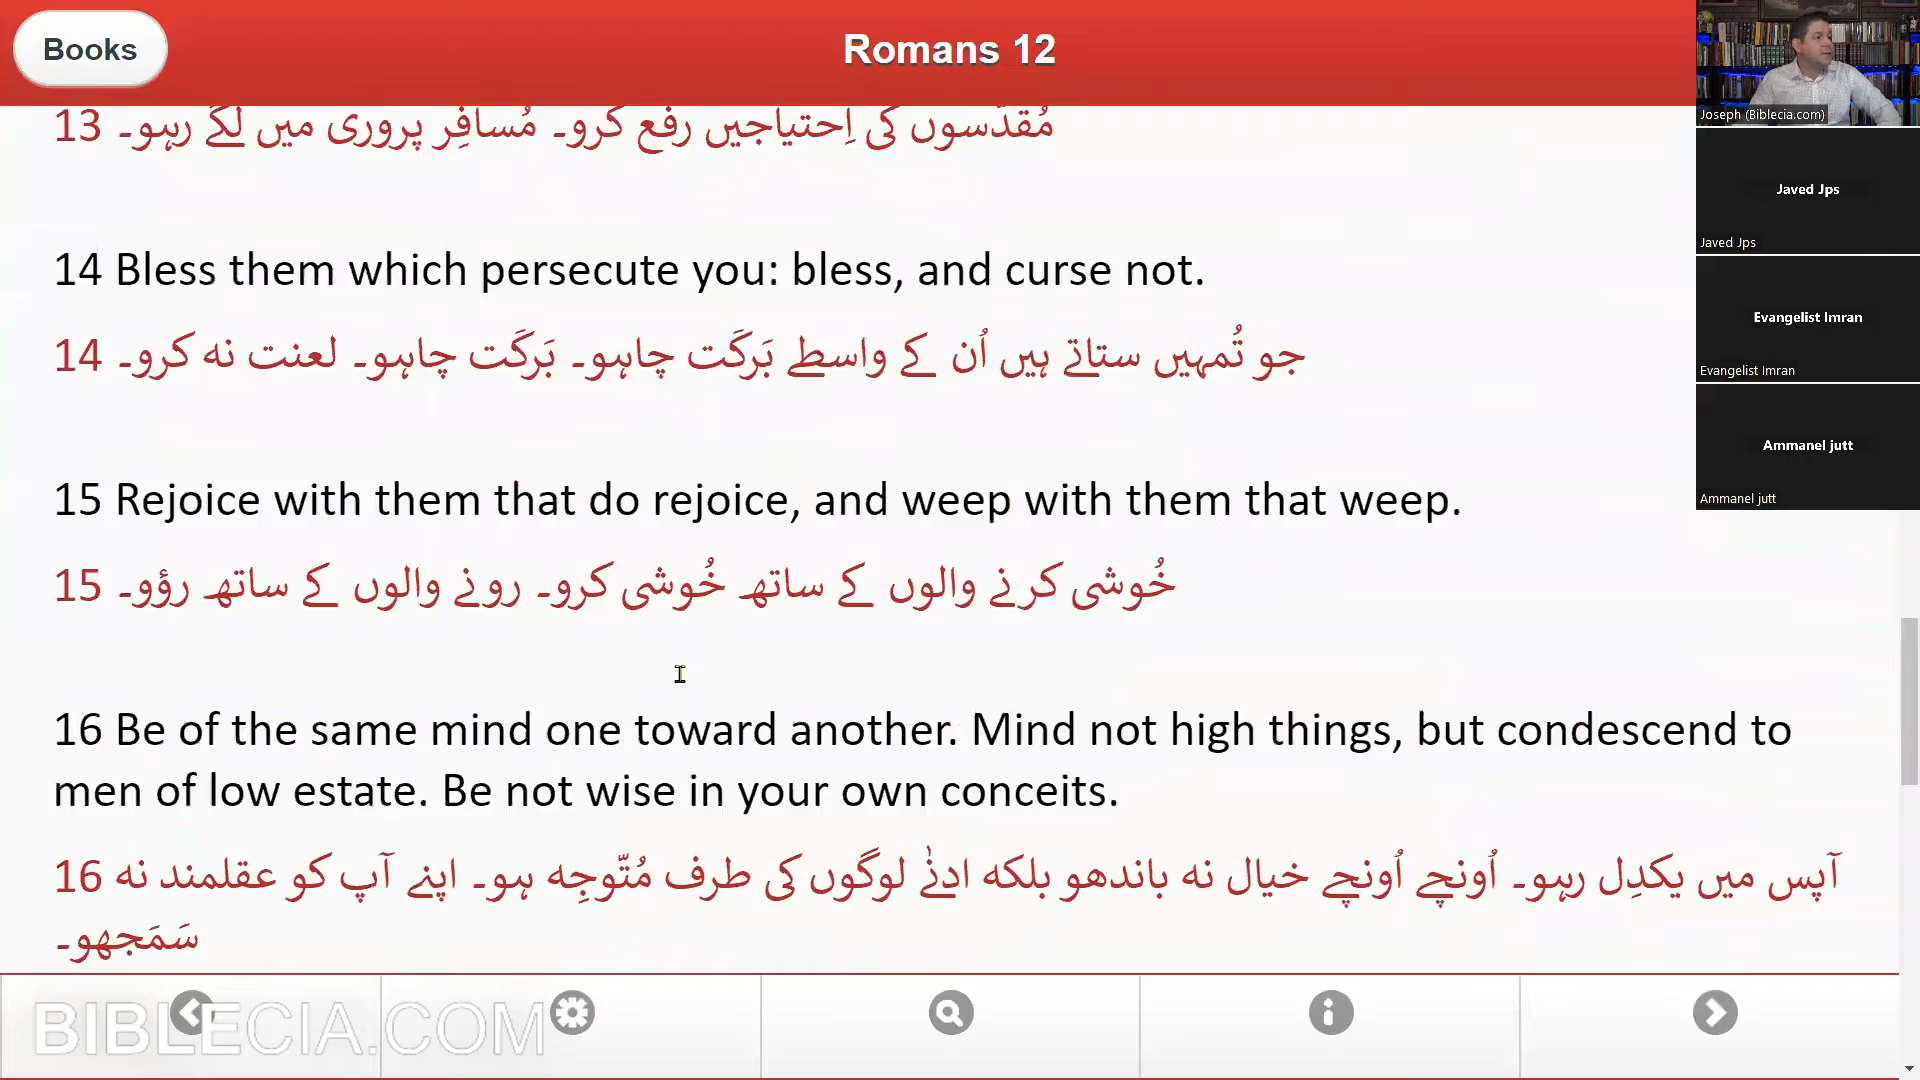 Books
Romans 12
13 مُقدّسوں کی اِحتیاجیں رفع کرو۔ مُسافِر پروری میں لگے رہو۔
14 Bless them which persecute you: bless, and curse not.
14 جو تُمہیں ستاتے ہیں اُن کے واسطے بَرکَت چاہو۔ بَرکَت چاہو۔ لعنت نہ کرو۔
15 Rejoice with them that do rejoice, and weep with them that weep.
15 خُوشی کرنے والوں کے ساتھ خُوشی کرو۔ رونے والوں کے ساتھ رؤو۔
16 Be of the same mind one toward another. Mind not high things, but condescend to
men of low estate. Be not wise in your own conceits.
16 آپس میں یکدِل رہو۔ اُونچے اُونچے خیال نہ باندھو بلکہ ادنٰے لوگوں کی طرف مُتّوجِہ ہو۔ اپنے آپ کو عقلمند نہ
سَمَجھو۔
Joseph (Biblecia.com)
Javed Jps
Javed Jps
Evangelist Imran
Evangelist Imran
Ammanel jutt
Ammanel jutt
BIBLECIA.COM